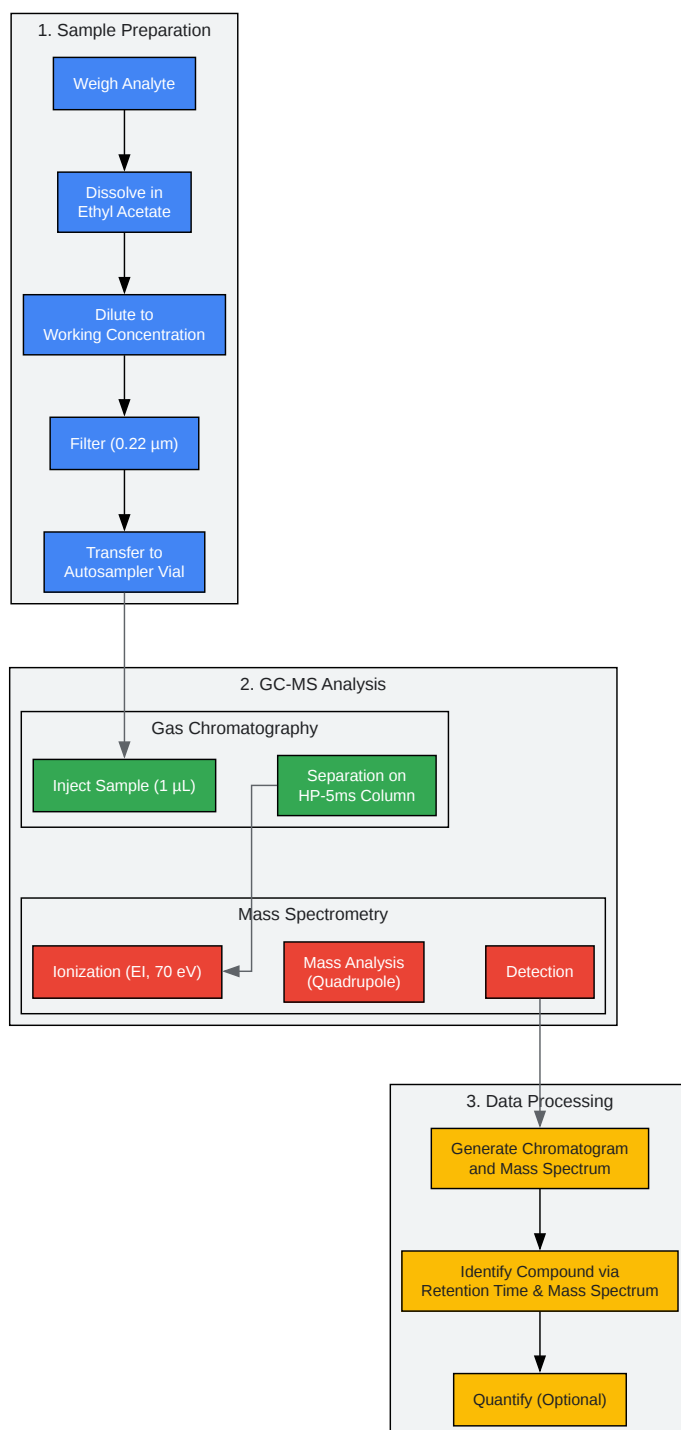 1. Sample Preparation
Weigh Analyte
Dissolve in
Ethyl Acetate
Dilute to
Working Concentration
Filter (0.22 µm)
Transfer to
Autosampler Vial
2. GC-MS Analysis
Gas Chromatography
Inject Sample (1 µL)
Separation on
HP-5ms Column
Mass Spectrometry
Ionization (EI, 70 eV)
Mass Analysis
(Quadrupole)
Detection
3. Data Processing
Generate Chromatogram
and Mass Spectrum
Identify Compound via
Retention Time & Mass Spectrum
Quantify (Optional)